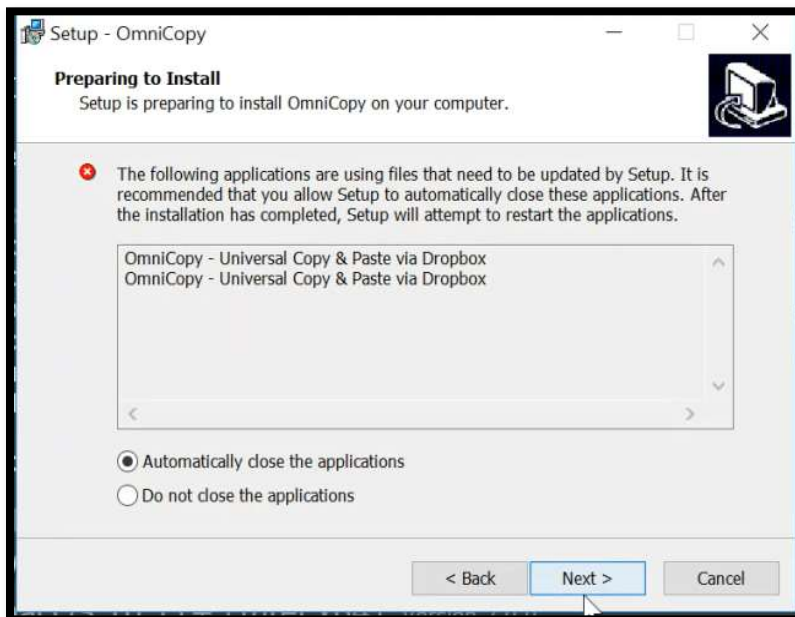 Setup - OmniCopy
Preparing to Install
Setup is preparing to install OmniCopy on your computer.
The following applications are using files that need to be updated by Setup. It is
recommended that you allow Setup to automatically close these applications. After
the installation has completed, Setup will attempt to restart the applications.
OmniCopy - Universal Copy & Paste via Dropbox
OmniCopy - Universal Copy & Paste via Dropbox
Automatically close the applications
Do not close the applications
< Back
Next >
Cancel